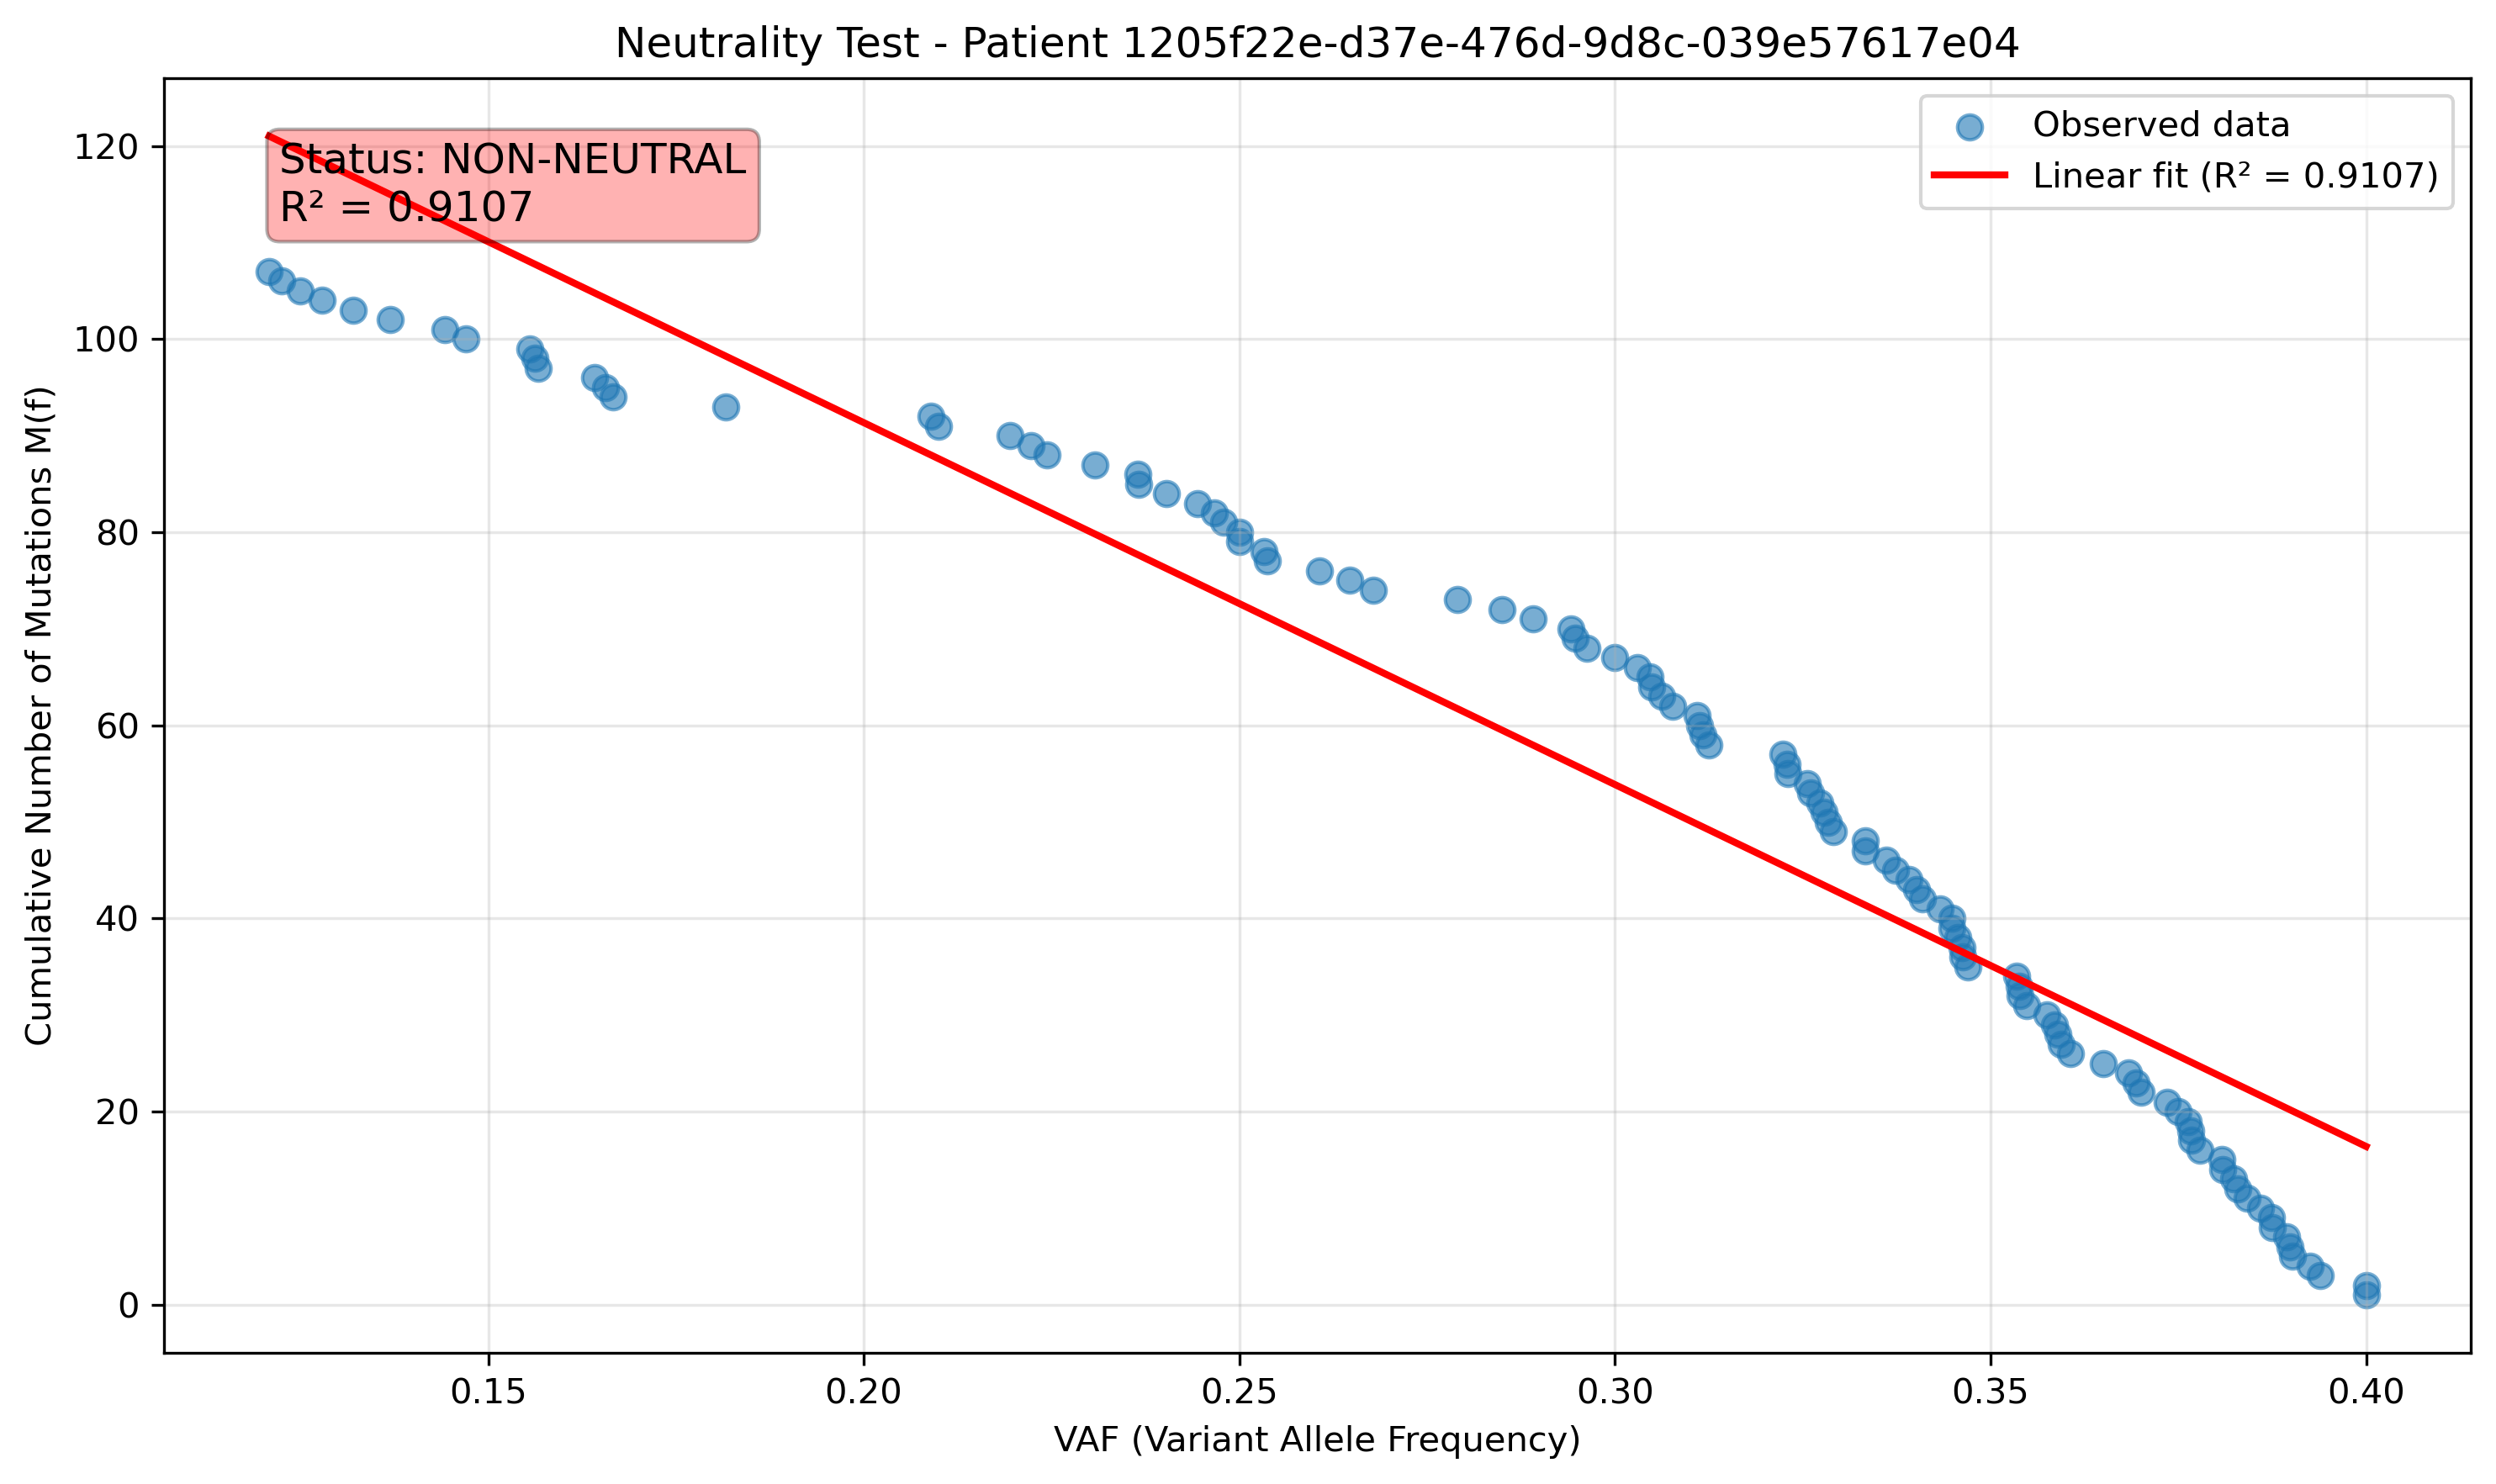 Neutrality Test - Patient 1205f22e-d37e-476d-9d8c-039e57617e04
Status: NON-NEUTRAL
R² = 0.9107
Observed data
Linear fit (R² = 0.9107)
Cumulative Number of Mutations M(f)
120
100
80
60
40
20
0
0.15
0.20
0.25
0.30
0.35
0.40
VAF (Variant Allele Frequency)